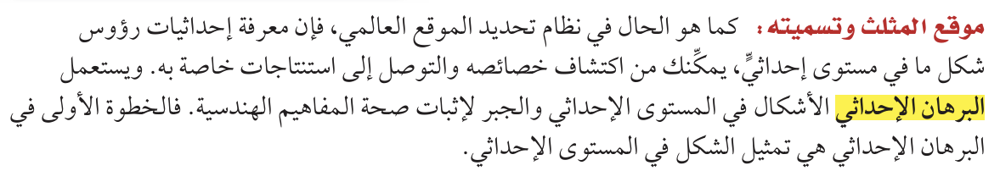 موقع المثلث وتسميته: كما هو الحال في نظام تحديد الموقع العالمي، فإن معرفة إحداثيات رؤوس
شكل ما في مستوى إحداثيٍّ، يمكِّنك من اكتشاف خصائصه والتوصل إلى استنتاجات خاصة به. ويستعمل
البرهان الإحداثي الأشكال في المستوى الإحداثي والجبر لإثبات صحة المفاهيم الهندسية. فالخطوة الأولى في
البرهان الإحداثي هي تمثيل الشكل في المستوى الإحداثي.